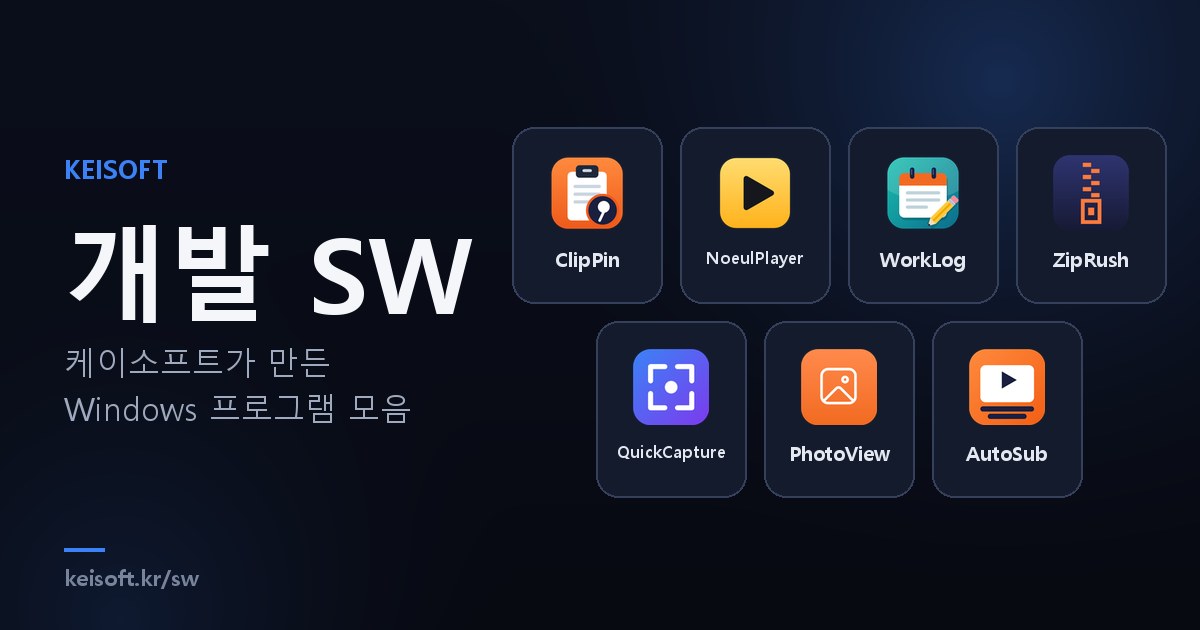 KEISOFT
개발 SW
케이소프트가 만든
Windows 프로그램 모음
keisoft.kr/sw
ClipPin
NoeulPlayer
WorkLog
ZipRush
QuickCapture
PhotoView
AutoSub